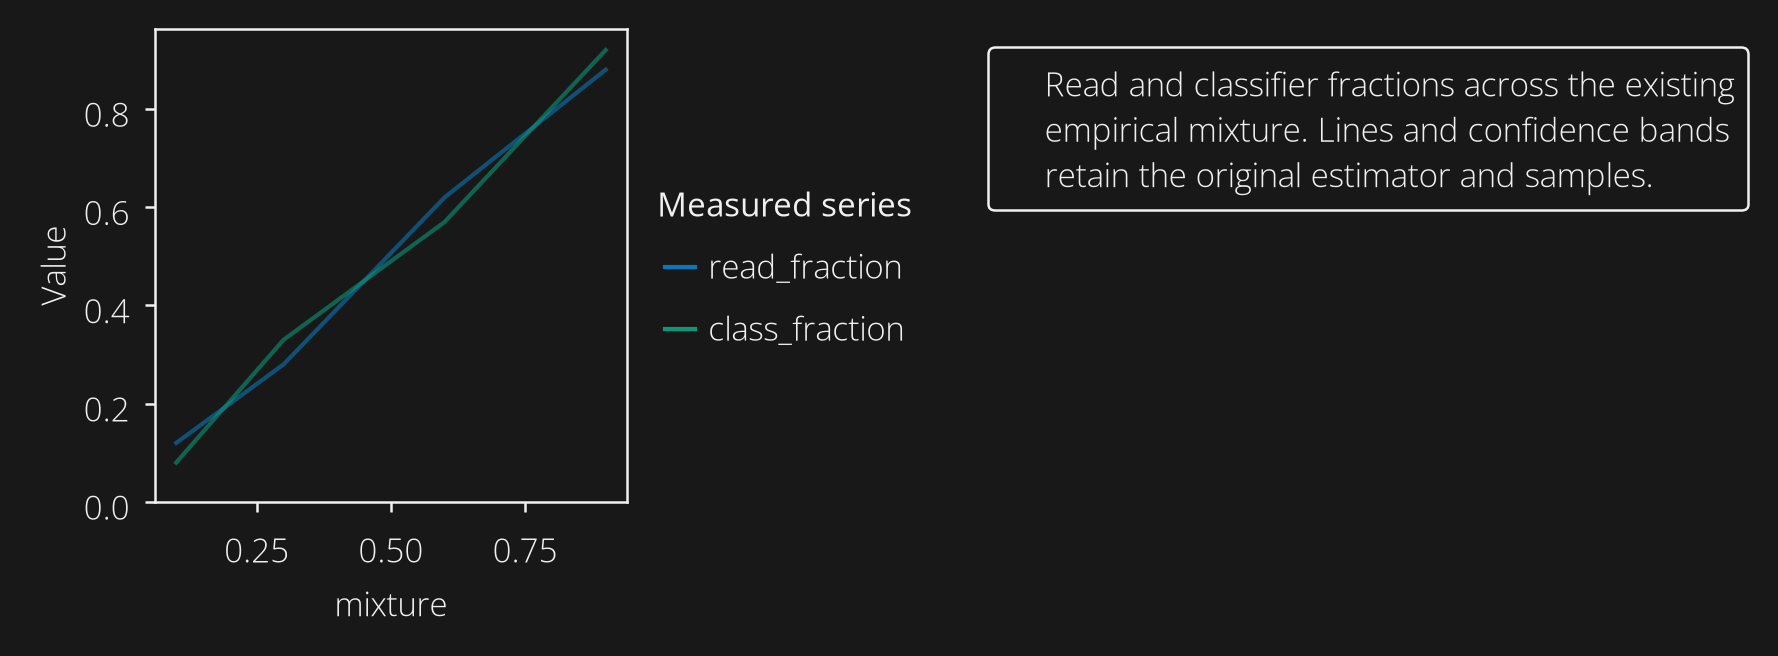 Value
0.8
0.6
0.4
0.2
0.0
0.25 0.50 0.75
mixture
Measured series
read_fraction
class_fraction
Read and classifier fractions across the existing
empirical mixture. Lines and confidence bands
retain the original estimator and samples.